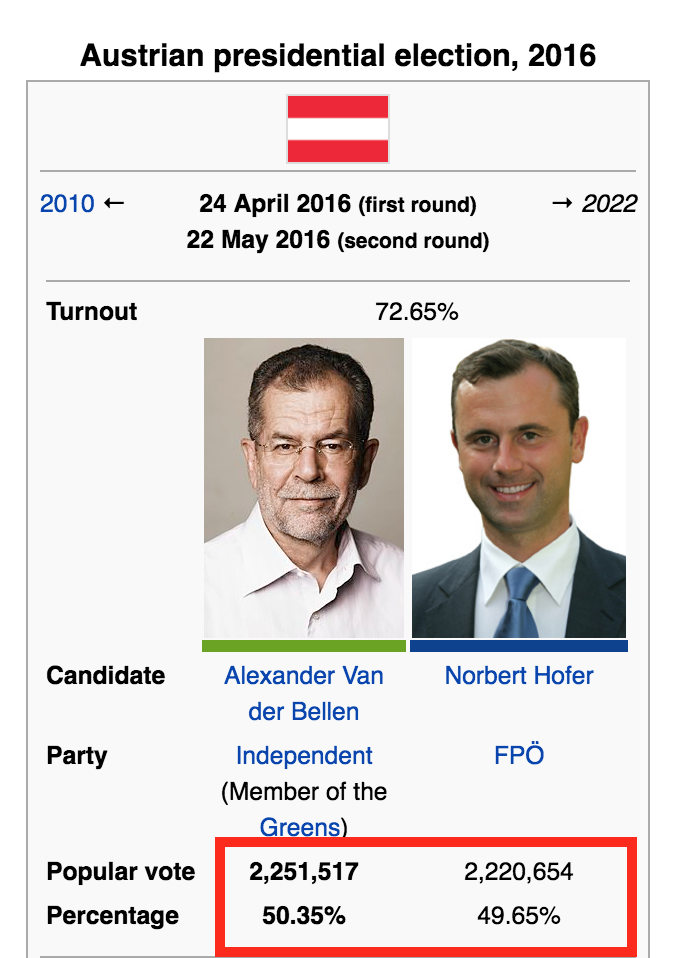 Austrian presidential election, 2016
2010 ← 24 April 2016 (first round) → 2022
22 May 2016 (second round)
Turnout 72.65%
Candidate Alexander Van der Bellen Norbert Hofer
Party Independent (Member of the Greens) FPÖ
Popular vote 2,251,517 2,220,654
Percentage 50.35% 49.65%